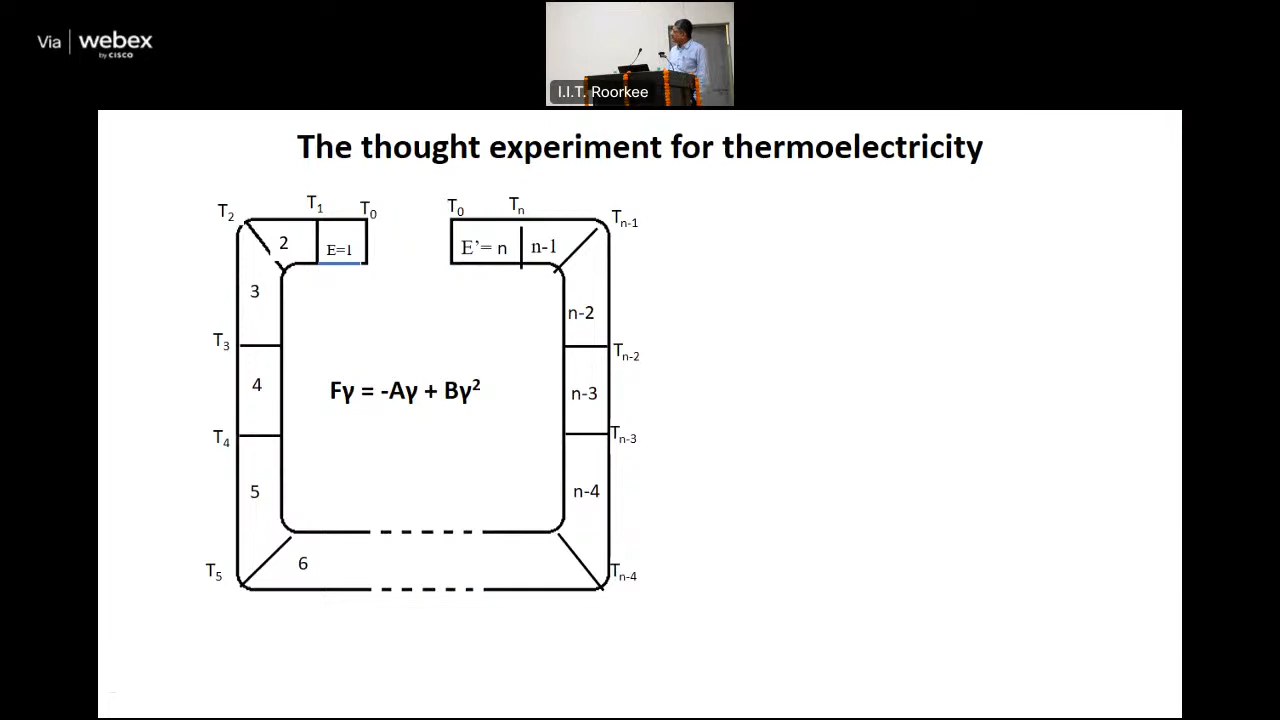 Via | webex
by CISCO
I.I.T. Roorkee
The thought experiment for thermoelectricity
T₂ T₁ T₀ T₀ Tₙ Tₙ₋₁
2 E=1 E'= n n-1
3 n-2
T₃ Tₙ₋₂
4 Fγ = -Aγ + Bγ² n-3
T₄ Tₙ₋₃
5 n-4
6
T₅ Tₙ₋₄